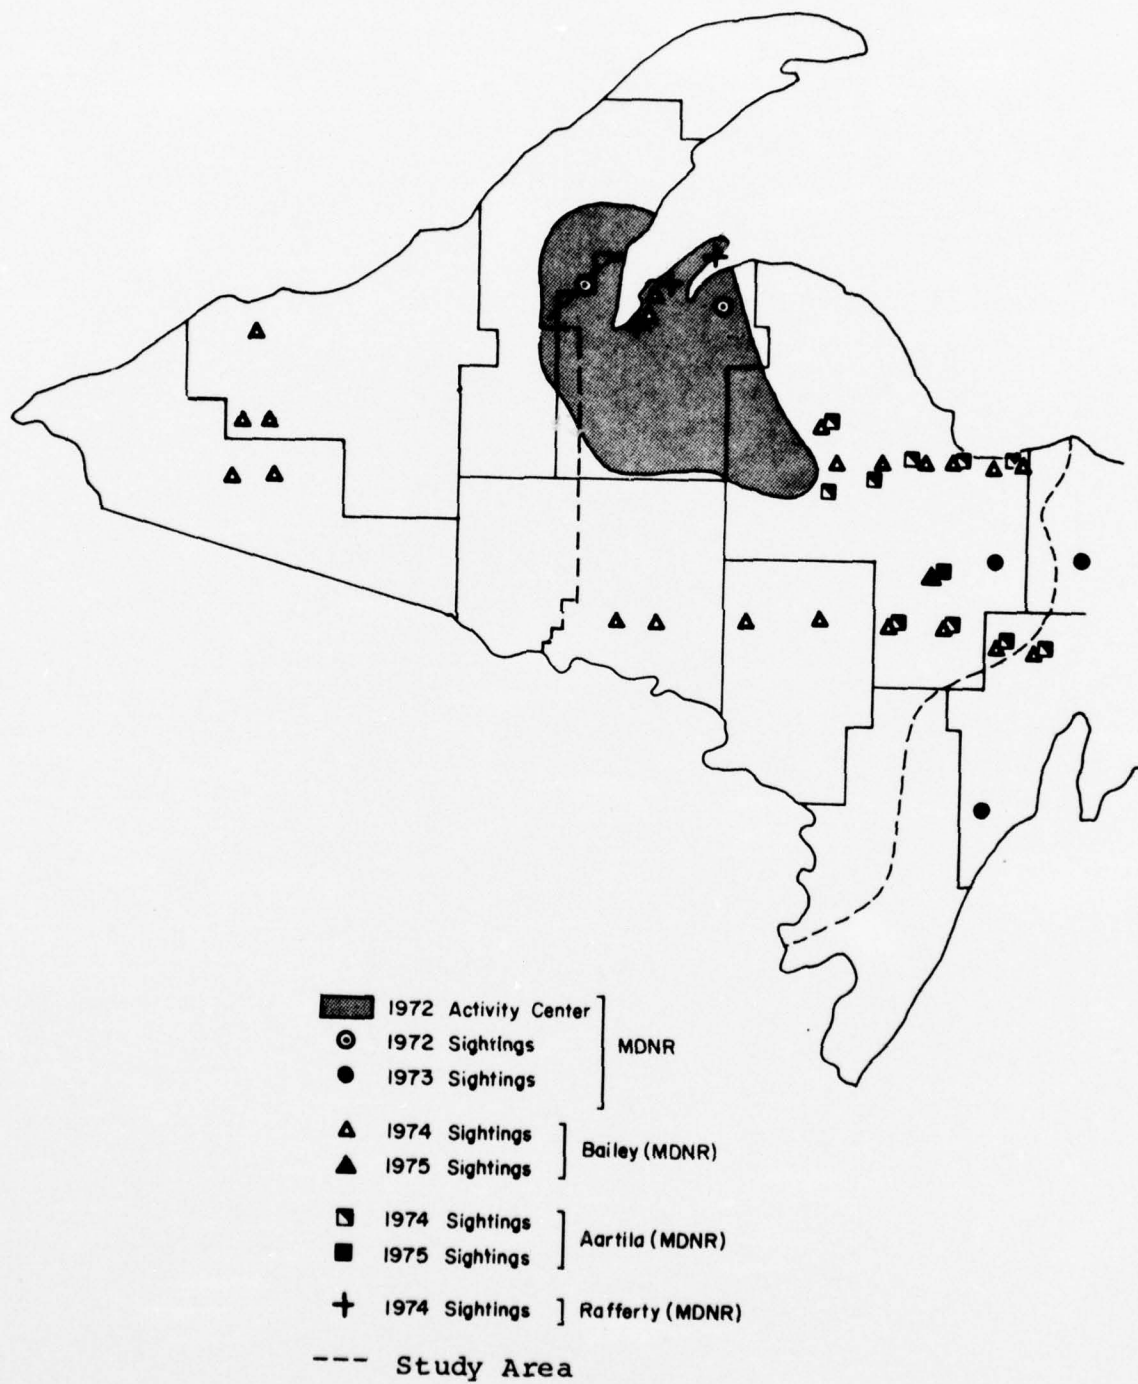 1972 Activity Center
1972 Sightings
1973 Sightings
MDNR
1974 Sightings
1975 Sightings
Bailey (MDNR)
1974 Sightings
1975 Sightings
Aartila (MDNR)
1974 Sightings
Rafferty (MDNR)
Study Area